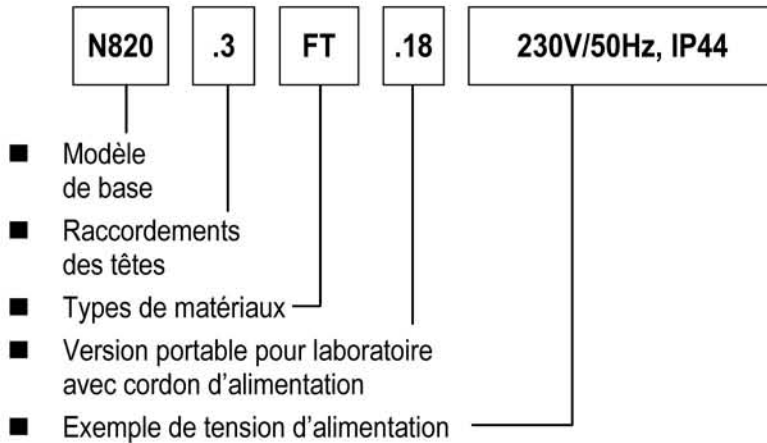 N820 .3 FT .18 230V/50Hz, IP44
■ Modèle
de base
■ Raccordements
des têtes
■ Types de matériaux
■ Version portable pour laboratoire
avec cordon d’alimentation
■ Exemple de tension d’alimentation